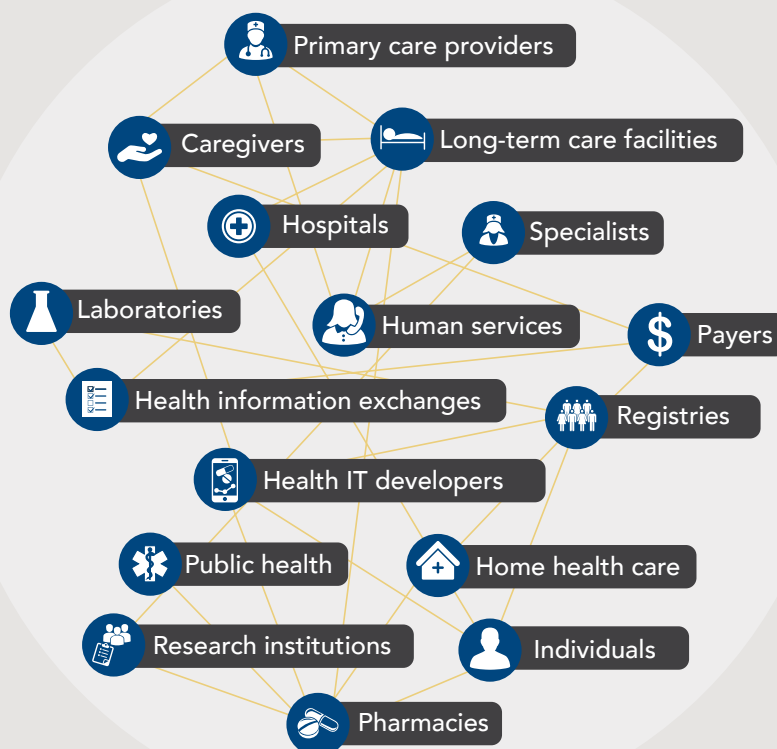 Primary care providers
Caregivers
Long-term care facilities
Hospitals
Specialists
Laboratories
Human services
Payers
Health information exchanges
Registries
Health IT developers
Public health
Home health care
Research institutions
Individuals
Pharmacies